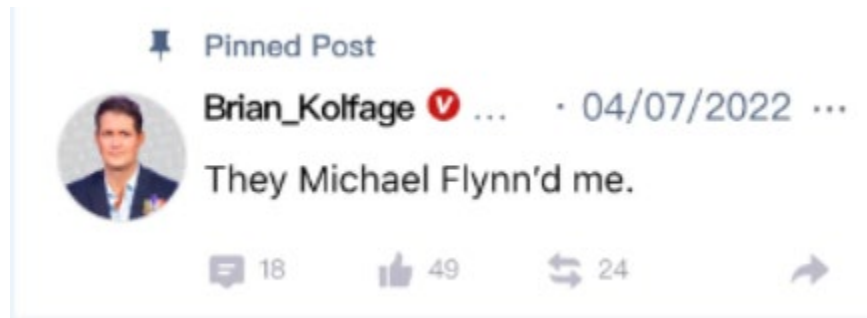 Pinned Post
Brian_Kolfage V ... · 04/07/2022 ...
They Michael Flynn'd me.
18 49 24